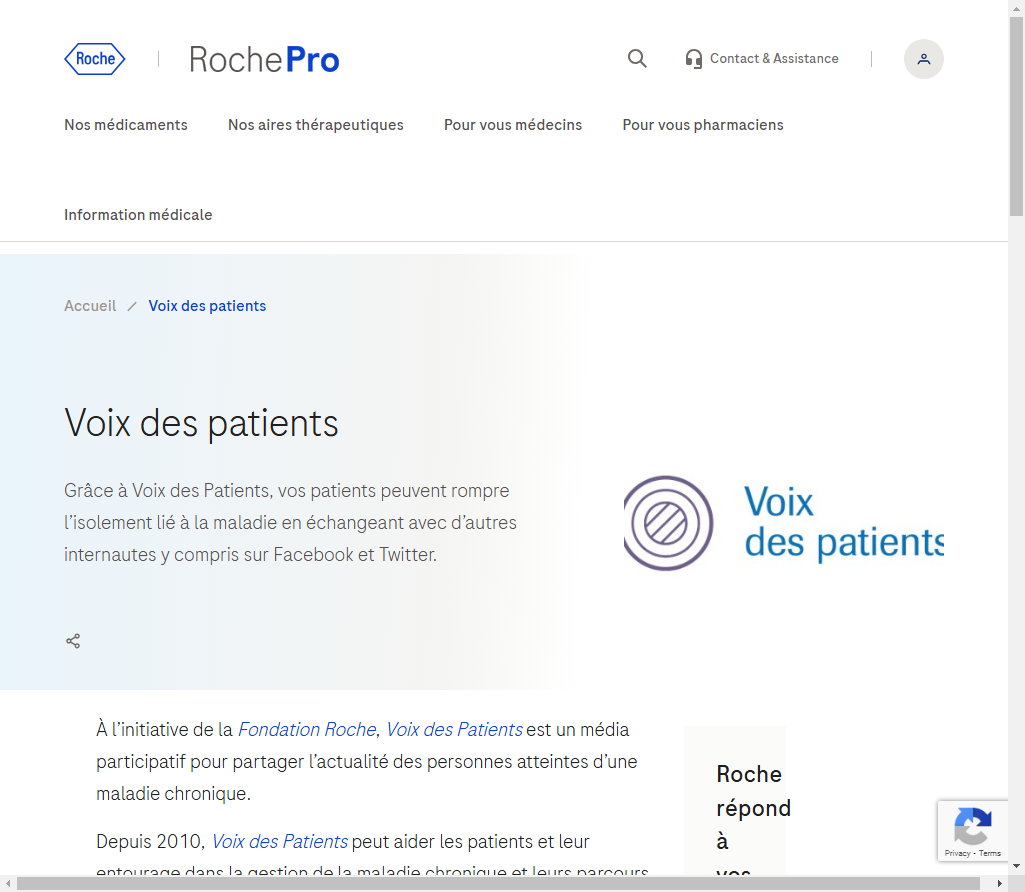 Roche
RochePro
Contact & Assistance
Nos médicaments
Nos aires thérapeutiques
Pour vous médecins
Pour vous pharmaciens
Information médicale
Accueil / Voix des patients
Voix des patients
Grâce à Voix des Patients, vos patients peuvent rompre
l’isolement lié à la maladie en échangeant avec d’autres
internautes y compris sur Facebook et Twitter.
Voix
des patients
À l’initiative de la Fondation Roche, Voix des Patients est un média
participatif pour partager l’actualité des personnes atteintes d’une
maladie chronique.
Depuis 2010, Voix des Patients peut aider les patients et leur
entourage dans la gestion de la maladie chronique et leurs parcours
Roche
répond
à
vos
Privacy - Terms